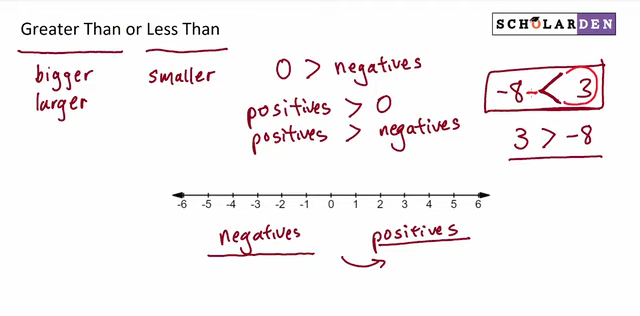 Greater Than or Less Than
SCHOLARDEN
bigger
larger
smaller
0 > negatives
positives > 0
positives > negatives
-8 < 3
3 > -8
-6 -5 -4 -3 -2 -1 0 1 2 3 4 5 6
negatives
positives